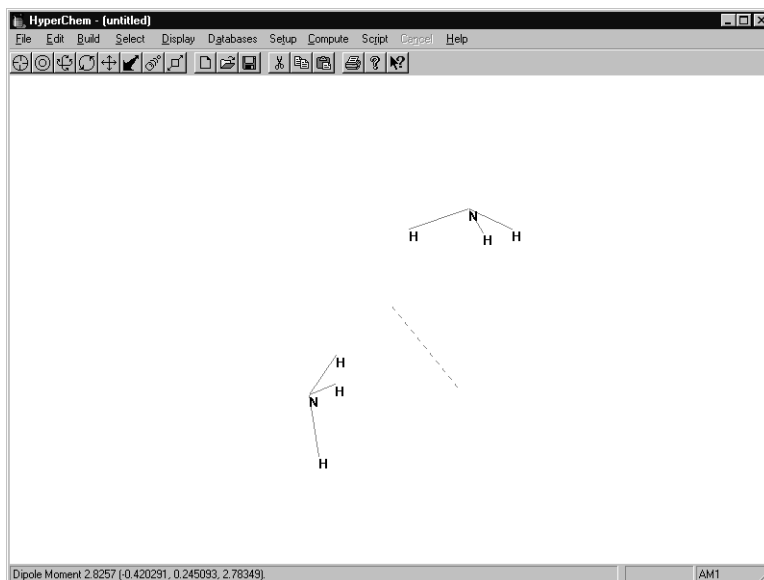 HyperChem - (untitled)
File Edit Build Select Display Databases Setup Compute Script Cancel Help
N
H H H
H
H
N
H
Dipole Moment 2.8257 (-0.420291, 0.245093, 2.78349). AM1